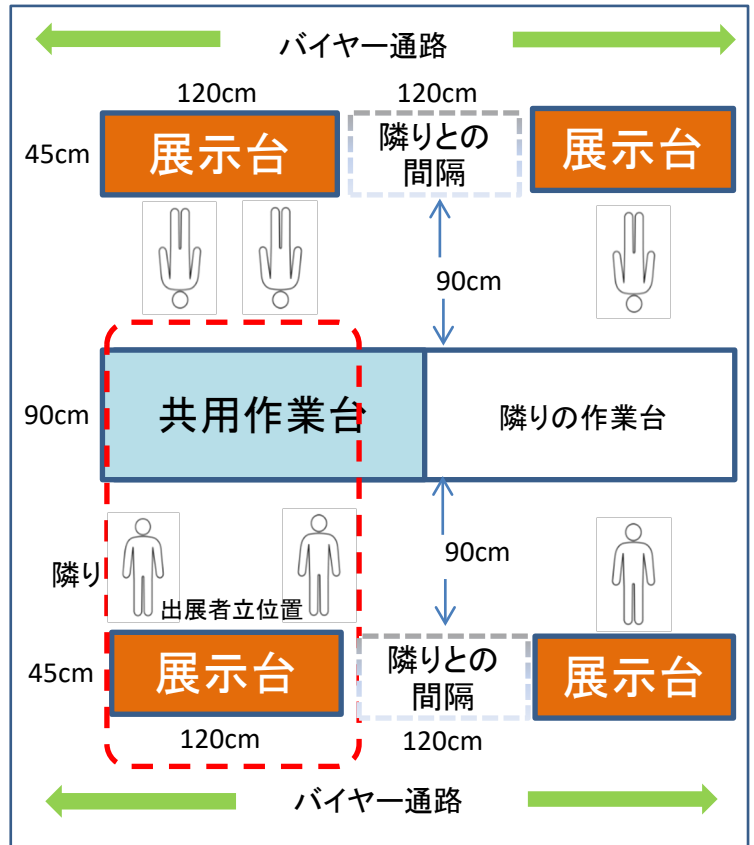 バイヤー通路
120cm
120cm
45cm
展示台
隣りとの
間隔
展示台
90cm
90cm
共用作業台
隣りの作業台
90cm
隣り
出展者立位置
45cm
展示台
隣りとの
間隔
展示台
120cm
120cm
バイヤー通路